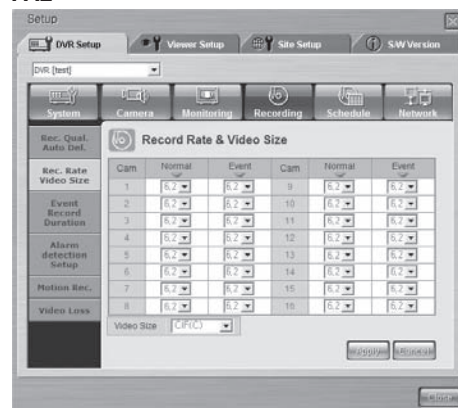 Setup
DVR Setup Viewer Setup Site Setup S.W Version
DVR [test]
System Camera Monitoring Recording Schedule Network
Rec. Qual.
Auto Del.
Rec. Rate
Video Size
Event
Record
Duration
Alarm
detection
Setup
Motion Rec.
Video Loss
Record Rate & Video Size
Cam Normal Event Cam Normal Event
1 6,2 6,2 9 6,2 6,2
2 6,2 6,2 10 6,2 6,2
3 6,2 6,2 11 6,2 6,2
4 6,2 6,2 12 6,2 6,2
5 6,2 6,2 13 6,2 6,2
6 6,2 6,2 14 6,2 6,2
7 6,2 6,2 15 6,2 6,2
8 6,2 6,2 16 6,2 6,2
Video Size CIF(C)
Apply Cancel
Close